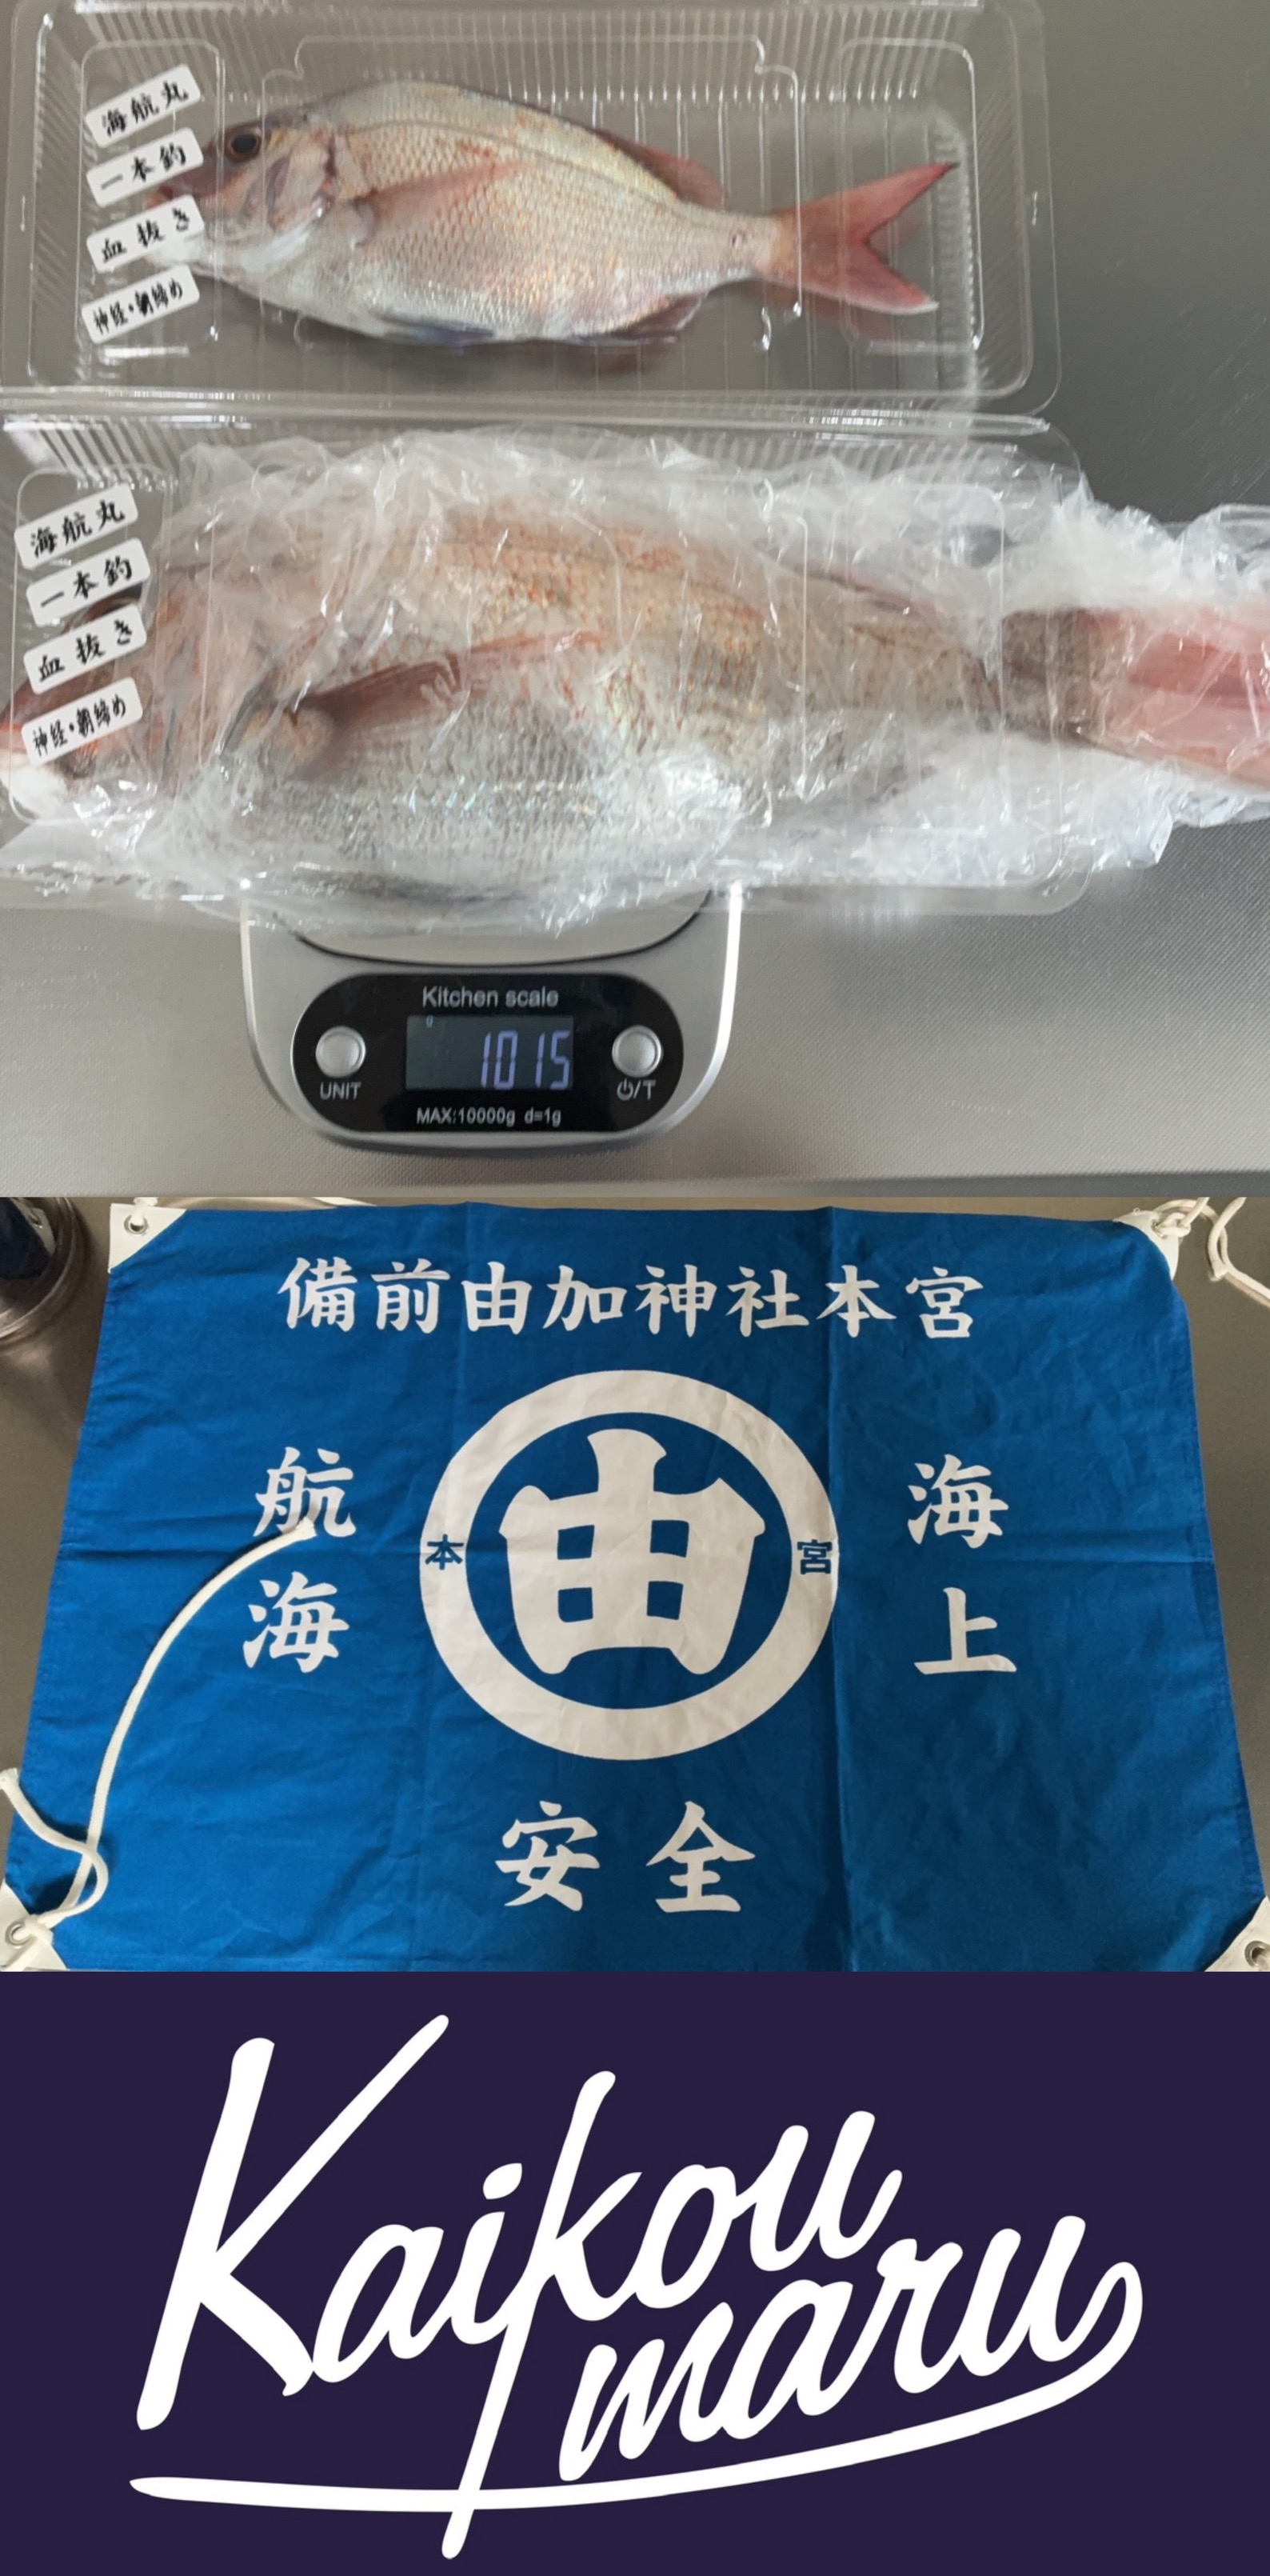 海航丸
一本釣
血抜き
神経・朝締め
海航丸
一本釣
血抜き
神経・朝締め
Kitchen scale
g
1015
UNIT
⏻/T
MAX:10000g d=1g
備前由加神社本宮
海上
航海
本
由
宮
安全
Kaikou
maru